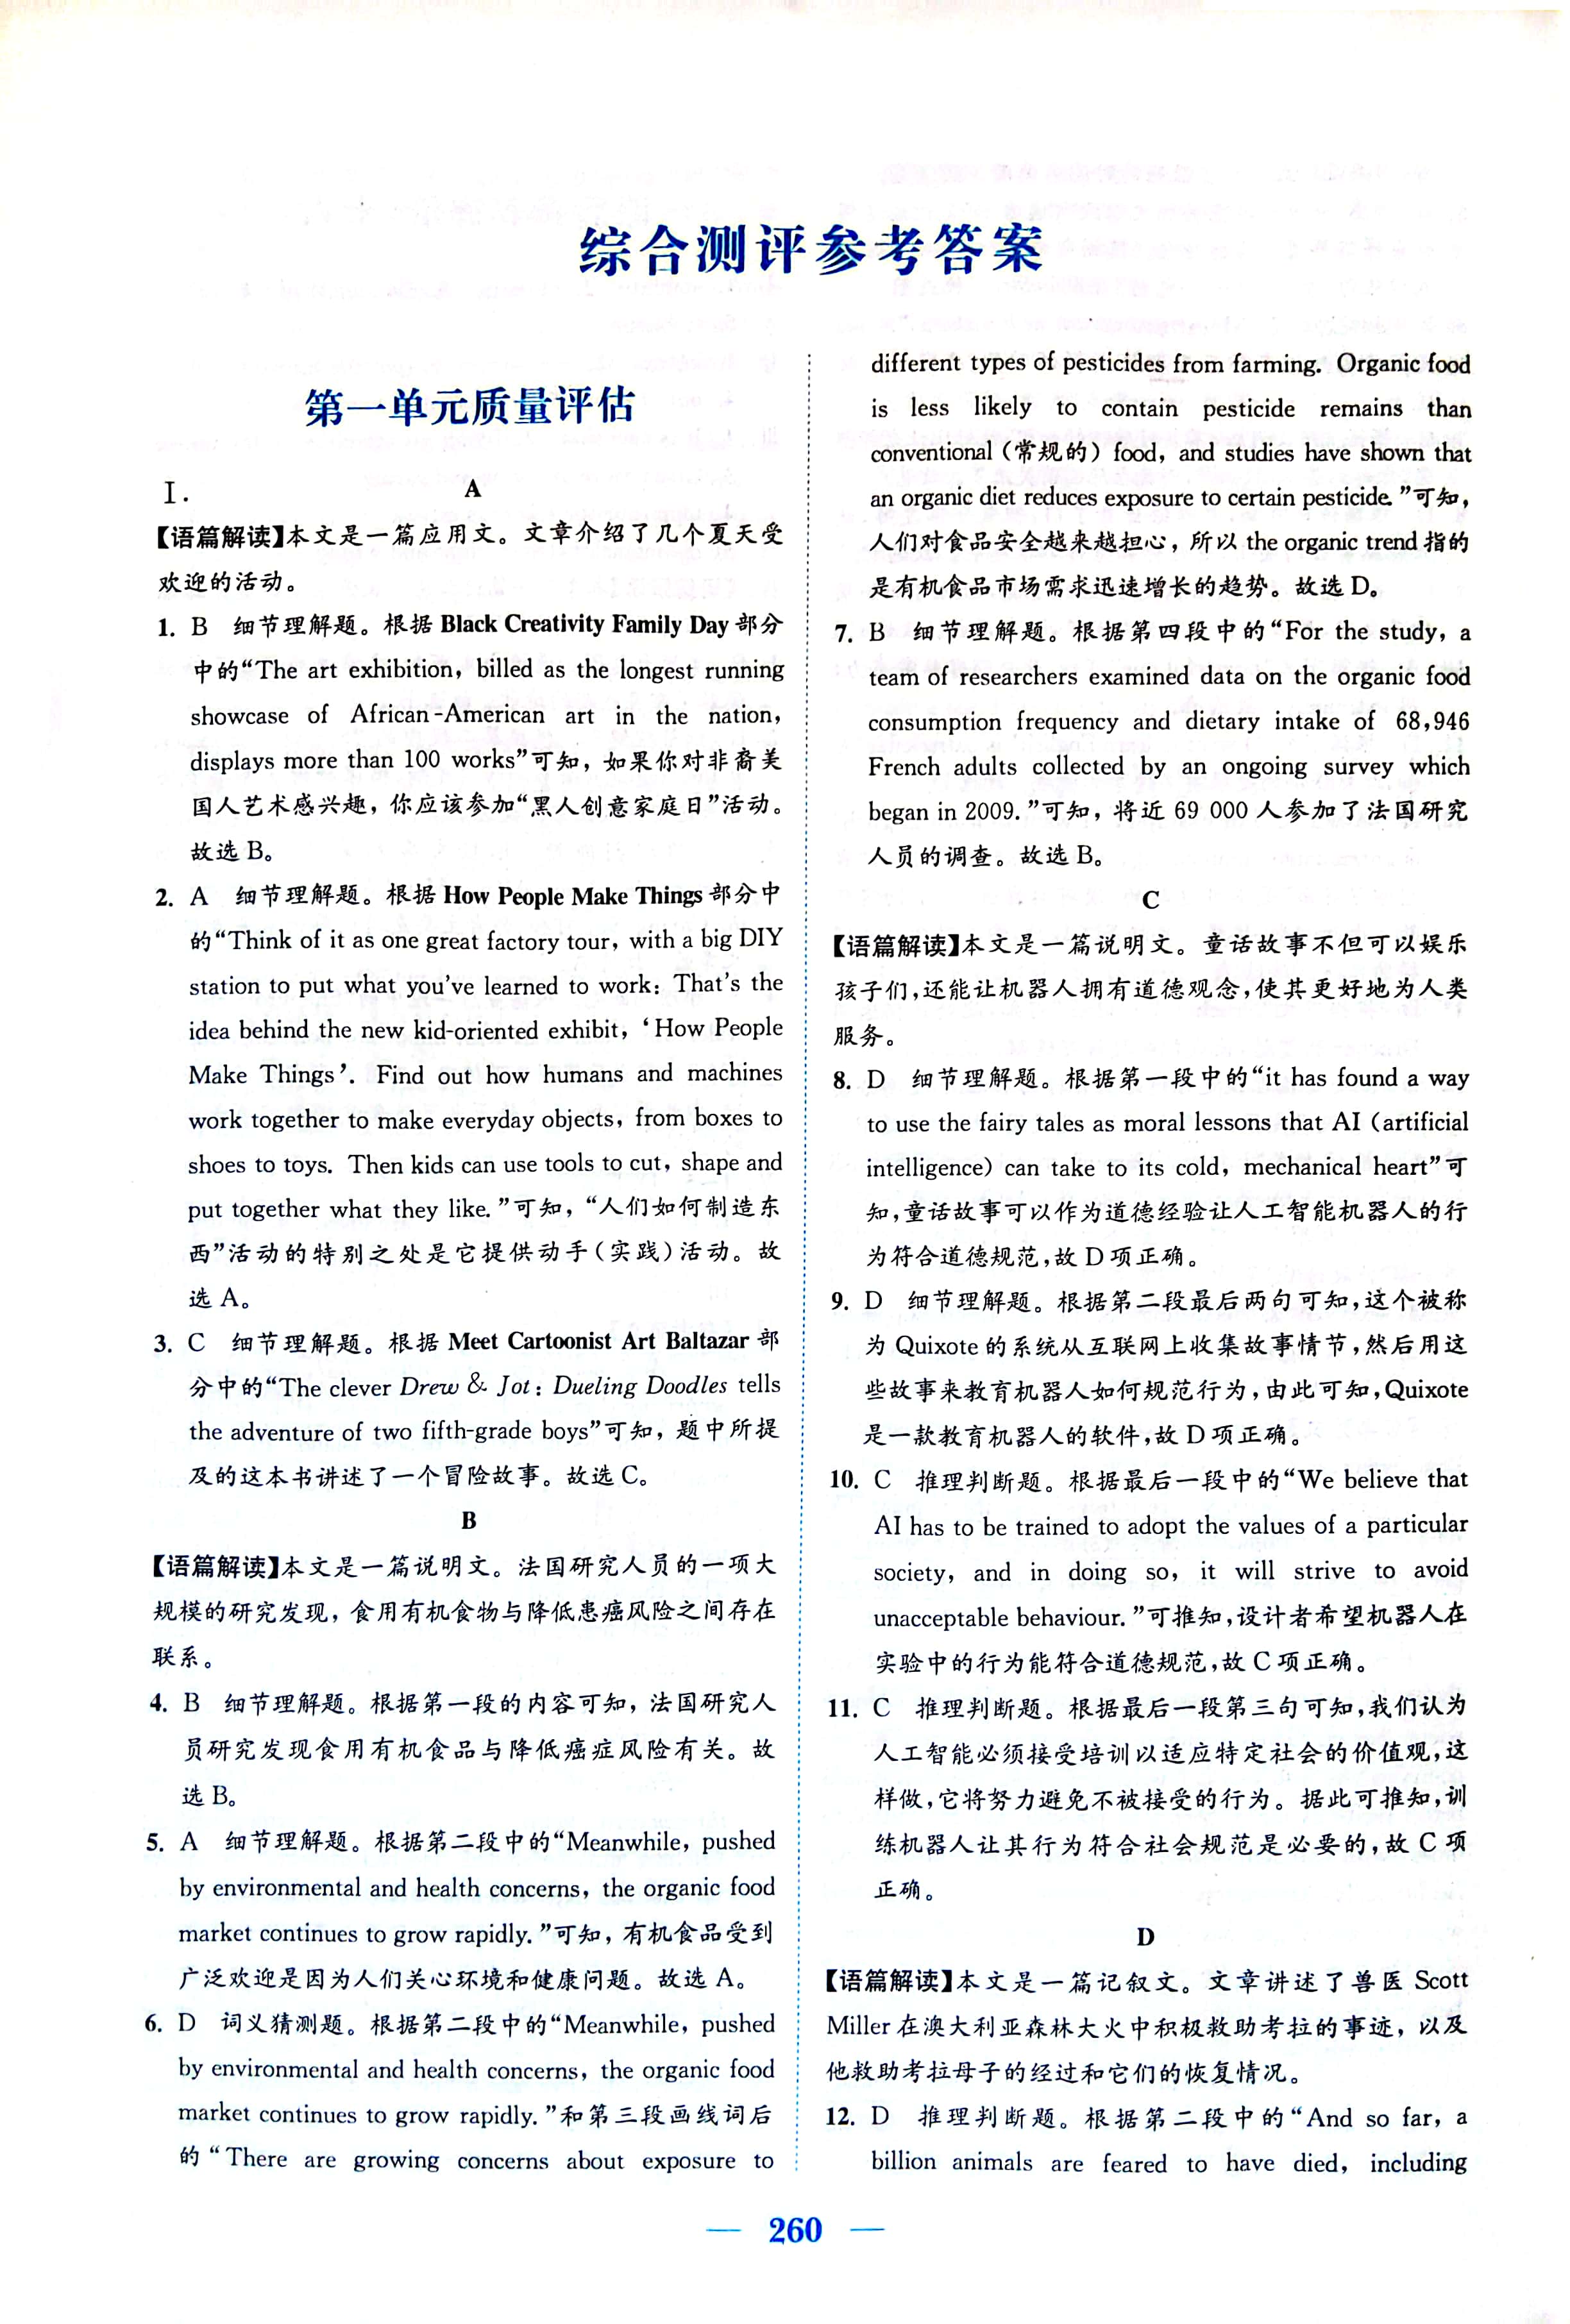 综合测评参考答案
第一单元质量评估
Ⅰ.
A
【语篇解读】本文是一篇应用文。文章介绍了几个夏天受
欢迎的活动。
1. B 细节理解题。根据 Black Creativity Family Day 部分
中的“The art exhibition, billed as the longest running
showcase of African-American art in the nation,
displays more than 100 works”可知，如果你对非裔美
国人艺术感兴趣，你应该参加“黑人创意家庭日”活动。
故选 B。
2. A 细节理解题。根据 How People Make Things 部分中
的“Think of it as one great factory tour, with a big DIY
station to put what you've learned to work: That's the
idea behind the new kid-oriented exhibit, ‘How People
Make Things’. Find out how humans and machines
work together to make everyday objects, from boxes to
shoes to toys. Then kids can use tools to cut, shape and
put together what they like.”可知，“人们如何制造东
西”活动的特别之处是它提供动手（实践）活动。故
选 A。
3. C 细节理解题。根据 Meet Cartoonist Art Baltazar 部
分中的“The clever Drew & Jot: Dueling Doodles tells
the adventure of two fifth-grade boys”可知，题中所提
及的这本书讲述了一个冒险故事。故选 C。
B
【语篇解读】本文是一篇说明文。法国研究人员的一项大
规模的研究发现，食用有机食物与降低患癌风险之间存在
联系。
4. B 细节理解题。根据第一段的内容可知，法国研究人
员研究发现食用有机食品与降低癌症风险有关。故
选 B。
5. A 细节理解题。根据第二段中的“Meanwhile, pushed
by environmental and health concerns, the organic food
market continues to grow rapidly.”可知，有机食品受到
广泛欢迎是因为人们关心环境和健康问题。故选 A。
6. D 词义猜测题。根据第二段中的“Meanwhile, pushed
by environmental and health concerns, the organic food
market continues to grow rapidly.”和第三段画线词后
的“There are growing concerns about exposure to
different types of pesticides from farming. Organic food
is less likely to contain pesticide remains than
conventional（常规的）food, and studies have shown that
an organic diet reduces exposure to certain pesticide.”可知，
人们对食品安全越来越担心，所以 the organic trend 指的
是有机食品市场需求迅速增长的趋势。故选 D。
7. B 细节理解题。根据第四段中的“For the study, a
team of researchers examined data on the organic food
consumption frequency and dietary intake of 68,946
French adults collected by an ongoing survey which
began in 2009.”可知，将近 69 000 人参加了法国研究
人员的调查。故选 B。
C
【语篇解读】本文是一篇说明文。童话故事不但可以娱乐
孩子们，还能让机器人拥有道德观念，使其更好地为人类
服务。
8. D 细节理解题。根据第一段中的“it has found a way
to use the fairy tales as moral lessons that AI (artificial
intelligence) can take to its cold, mechanical heart”可
知，童话故事可以作为道德经验让人工智能机器人的行
为符合道德规范，故 D 项正确。
9. D 细节理解题。根据第二段最后两句可知，这个被称
为 Quixote 的系统从互联网上收集故事情节，然后用这
些故事来教育机器人如何规范行为，由此可知，Quixote
是一款教育机器人的软件，故 D 项正确。
10. C 推理判断题。根据最后一段中的“We believe that
AI has to be trained to adopt the values of a particular
society, and in doing so, it will strive to avoid
unacceptable behaviour.”可推知，设计者希望机器人在
实验中的行为能符合道德规范，故 C 项正确。
11. C 推理判断题。根据最后一段第三句可知，我们认为
人工智能必须接受培训以适应特定社会的价值观，这
样做，它将努力避免不被接受的行为。据此可推知，训
练机器人让其行为符合社会规范是必要的，故 C 项
正确。
D
【语篇解读】本文是一篇记叙文。文章讲述了兽医 Scott
Miller 在澳大利亚森林大火中积极救助考拉的事迹，以及
他救助考拉母子的经过和它们的恢复情况。
12. D 推理判断题。根据第二段中的“And so far, a
billion animals are feared to have died, including
— 260 —